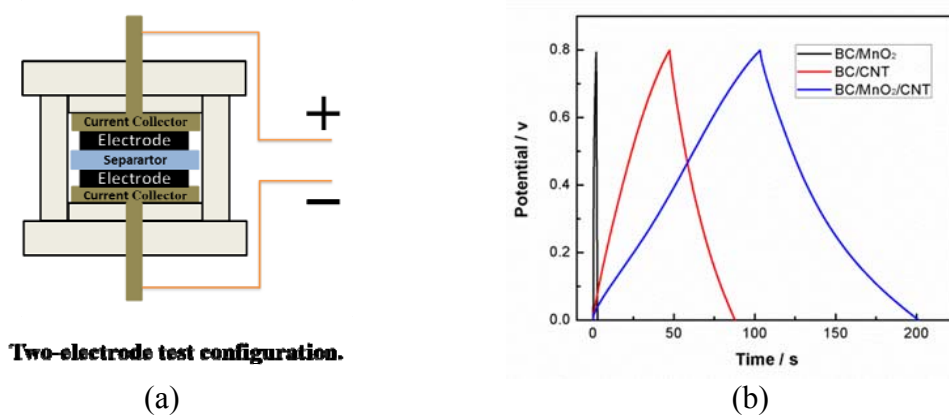 Current Collector
Electrode
Separartor
Electrode
Current Collector
+
−
Two-electrode test configuration.
(a)
BC/MnO₂
BC/CNT
BC/MnO₂/CNT
Potential / v
0.8
0.6
0.4
0.2
0.0
0 50 100 150 200
Time / s
(b)